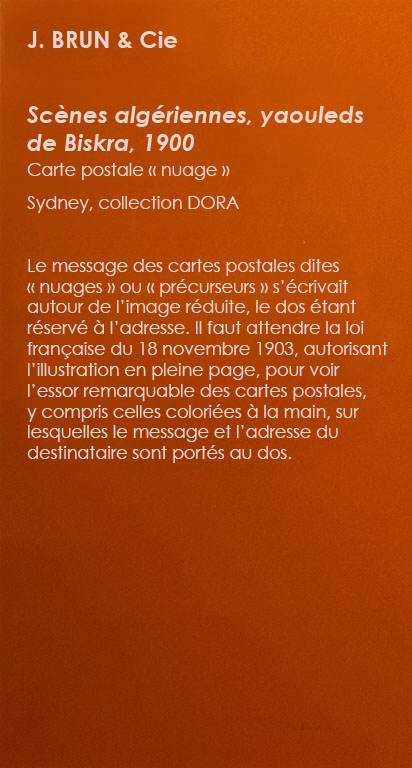 J. BRUN & Cie
Scènes algériennes, yaouleds
de Biskra, 1900
Carte postale « nuage »
Sydney, collection DORA
Le message des cartes postales dites
« nuages » ou « précurseurs » s’écrivait
autour de l’image réduite, le dos étant
réservé à l’adresse. Il faut attendre la loi
française du 18 novembre 1903, autorisant
l’illustration en pleine page, pour voir
l’essor remarquable des cartes postales,
y compris celles coloriées à la main, sur
lesquelles le message et l’adresse du
destinataire sont portés au dos.